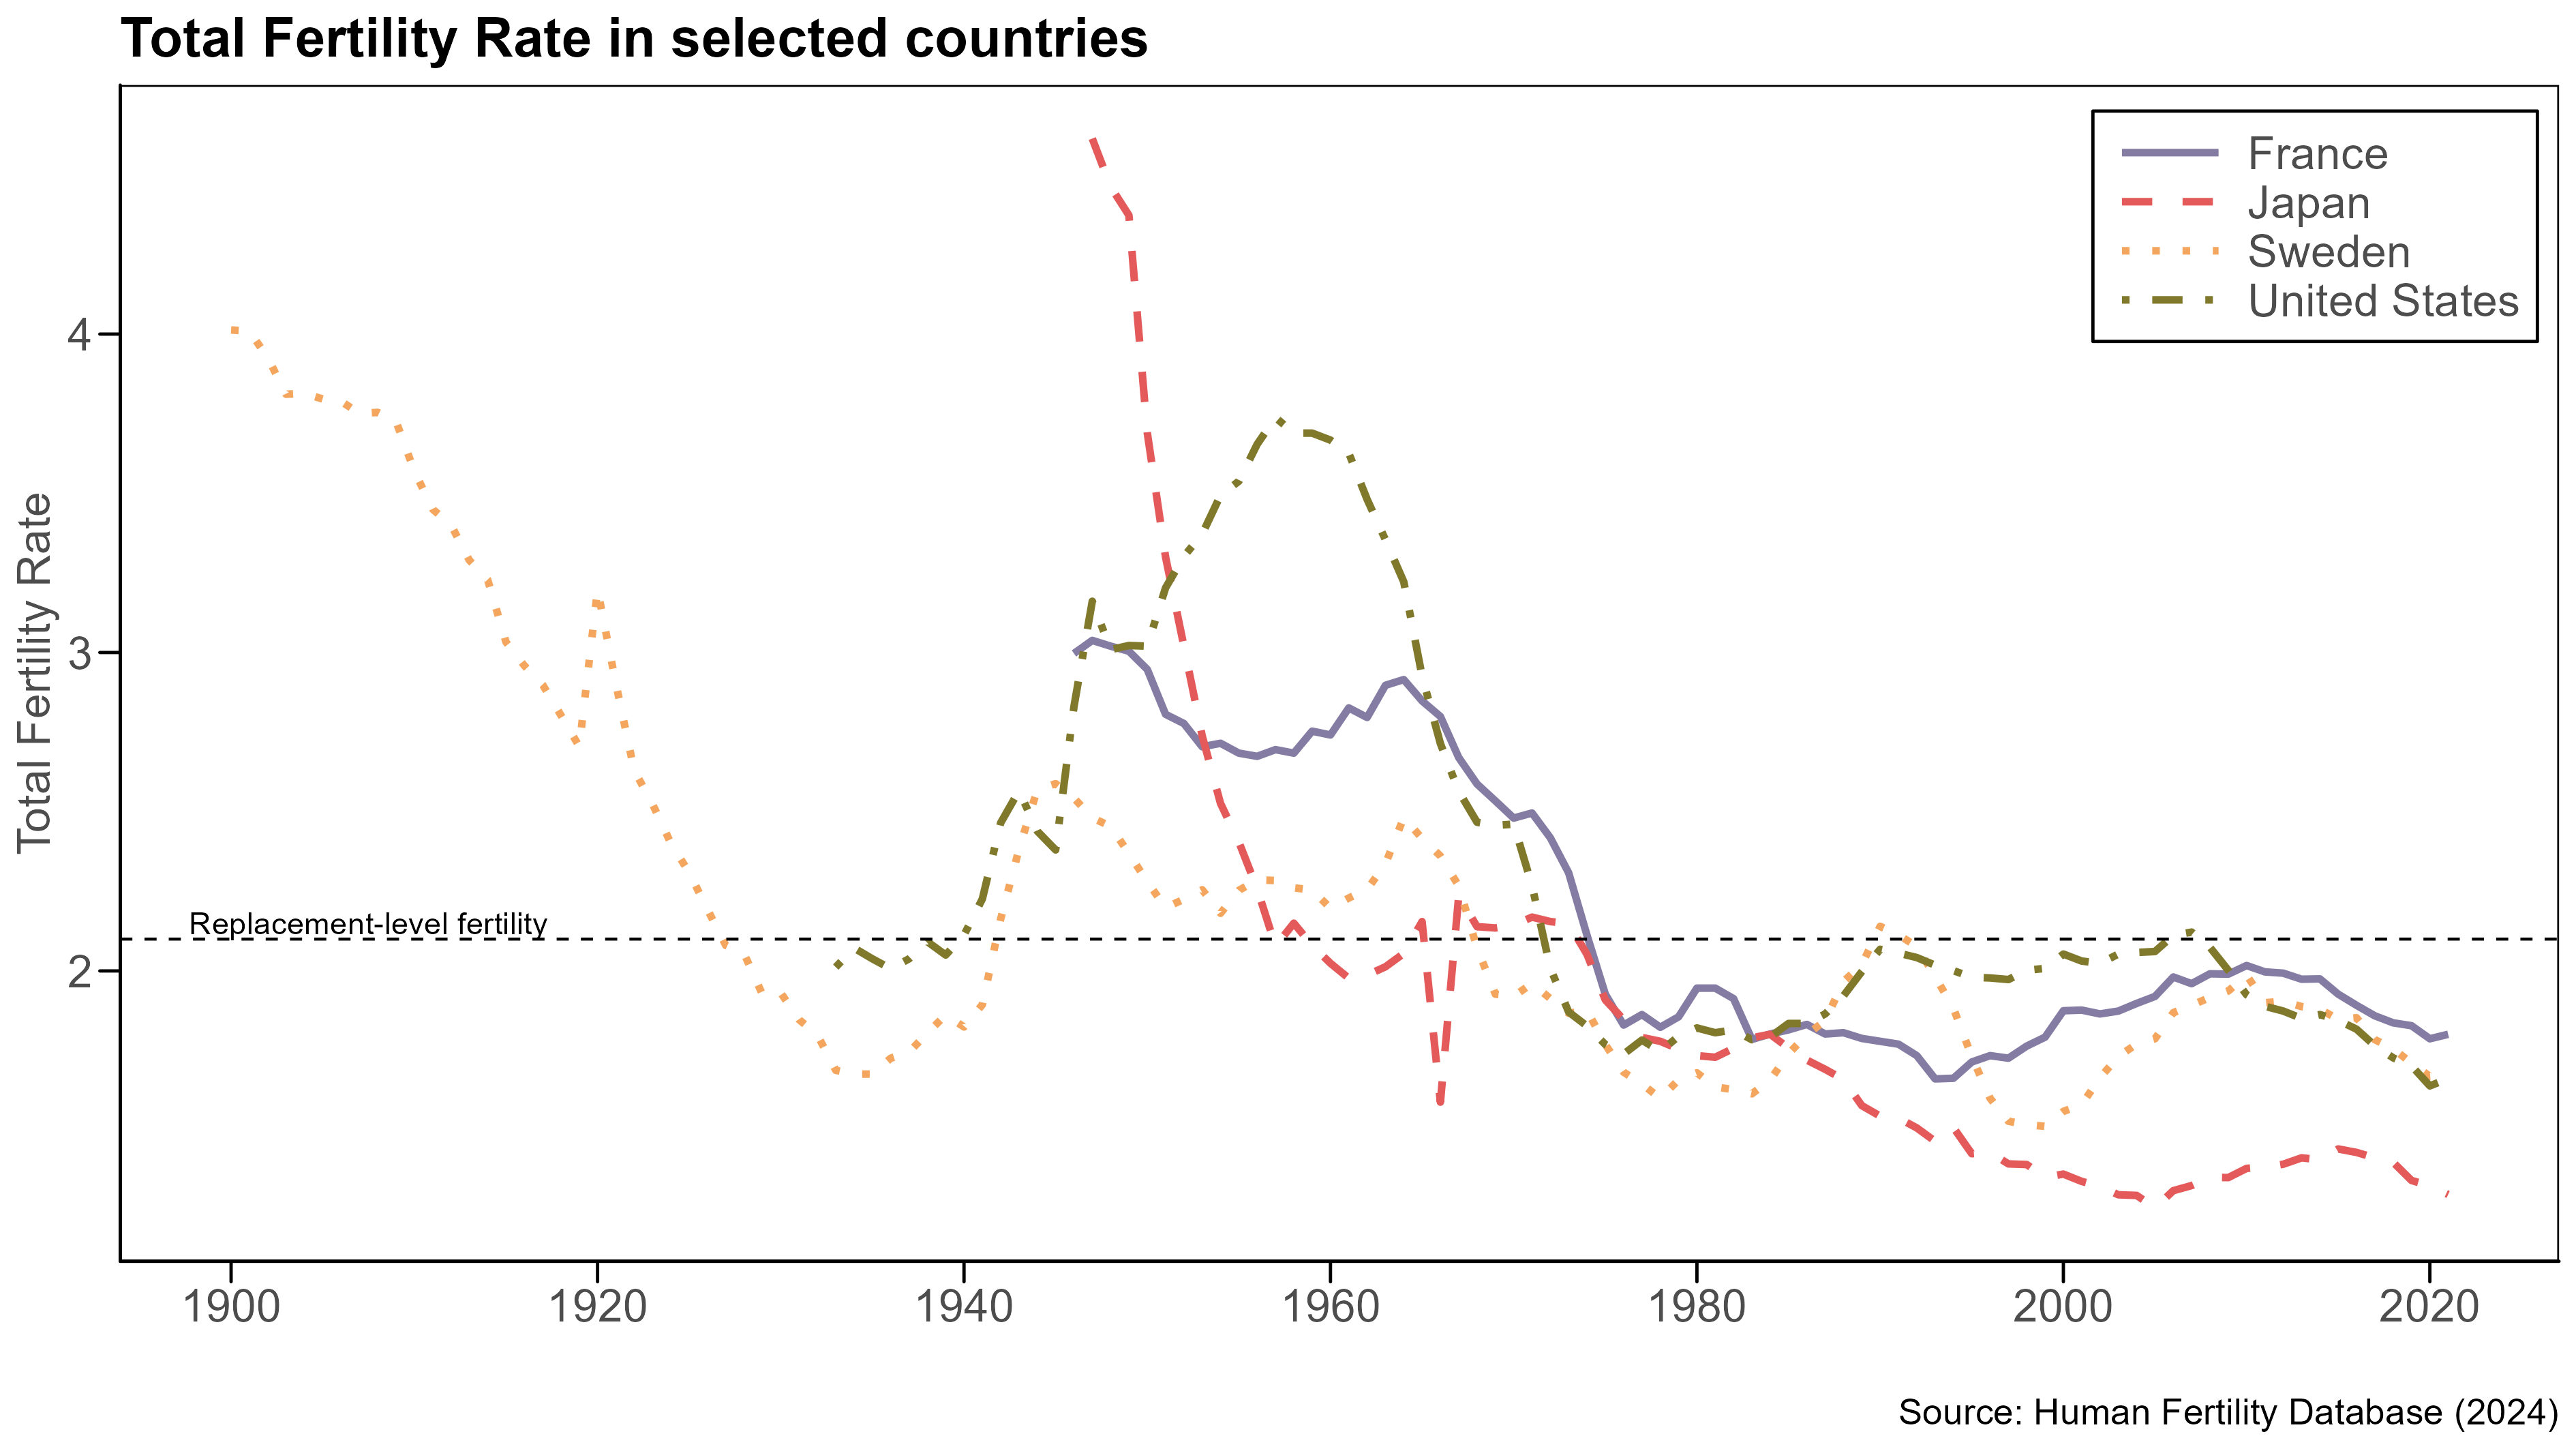 Total Fertility Rate in selected countries
France
Japan
Sweden
United States
Total Fertility Rate
4
3
2
Replacement-level fertility
1900 1920 1940 1960 1980 2000 2020
Source: Human Fertility Database (2024)